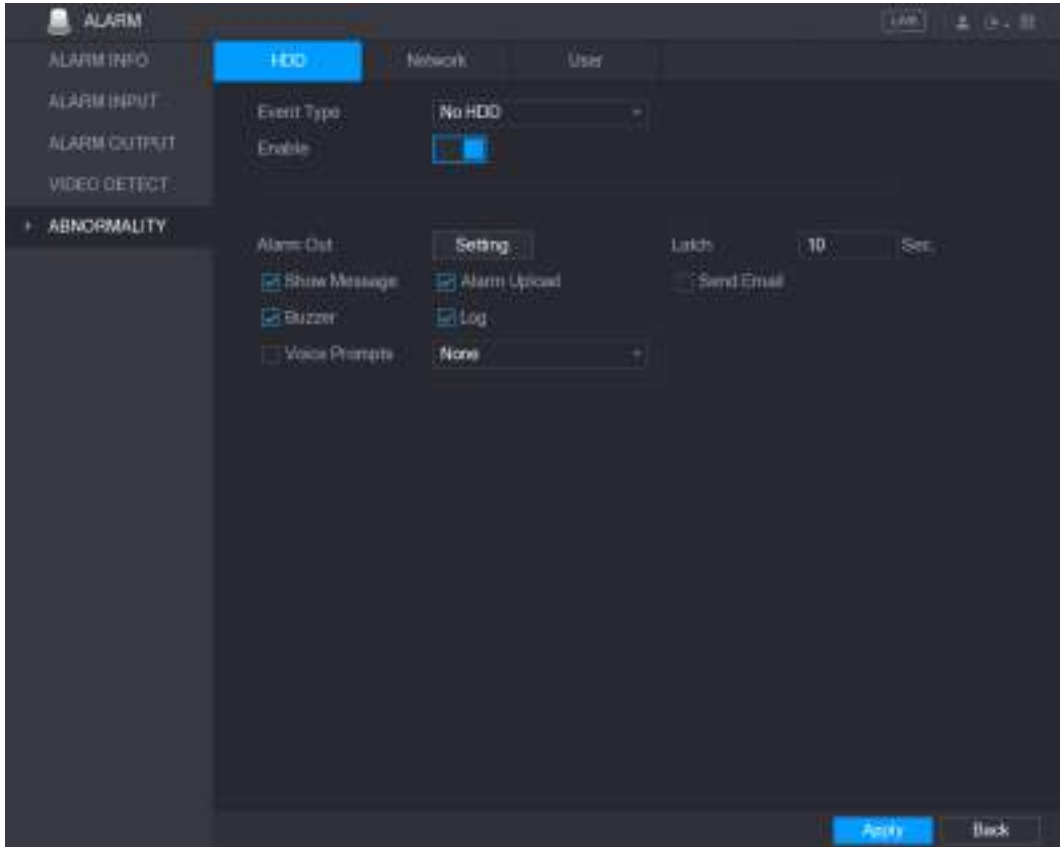 ALARM
LIVE
ALARM INFO
ALARM INPUT
ALARM OUTPUT
VIDEO DETECT
ABNORMALITY
HDD Network User
Event Type No HDD
Enable
Alarm Out Setting Latch 10 Sec.
Show Message Alarm Upload Send Email
Buzzer Log
Voice Prompts None
Apply Back